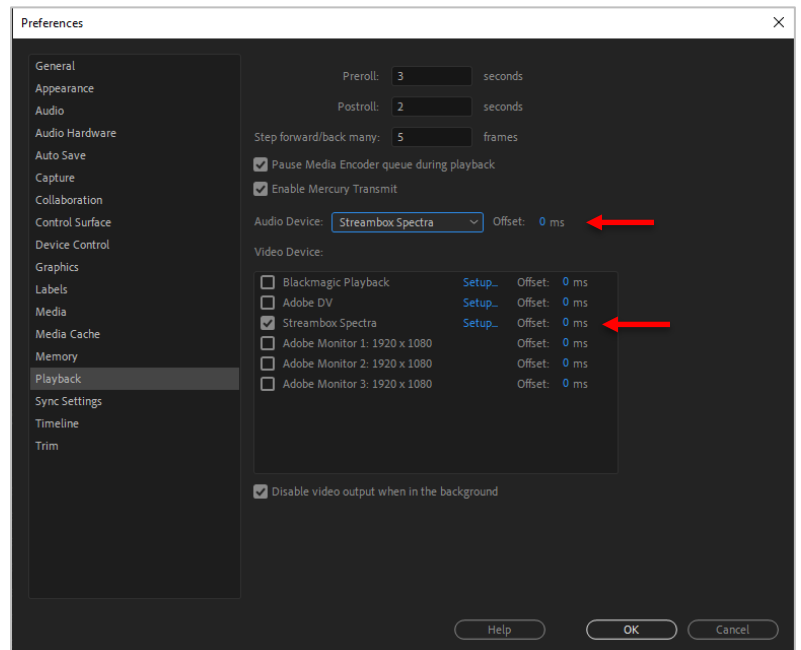 Preferences
General
Appearance
Audio
Audio Hardware
Auto Save
Capture
Collaboration
Control Surface
Device Control
Graphics
Labels
Media
Media Cache
Memory
Playback
Sync Settings
Timeline
Trim
Preroll: 3 seconds
Postroll: 2 seconds
Step forward/back many: 5 frames
Pause Media Encoder queue during playback
Enable Mercury Transmit
Audio Device: Streambox Spectra Offset: 0 ms
Video Device:
Blackmagic Playback Setup... Offset: 0 ms
Adobe DV Setup... Offset: 0 ms
Streambox Spectra Setup... Offset: 0 ms
Adobe Monitor 1: 1920 x 1080 Offset: 0 ms
Adobe Monitor 2: 1920 x 1080 Offset: 0 ms
Adobe Monitor 3: 1920 x 1080 Offset: 0 ms
Disable video output when in the background
Help OK Cancel